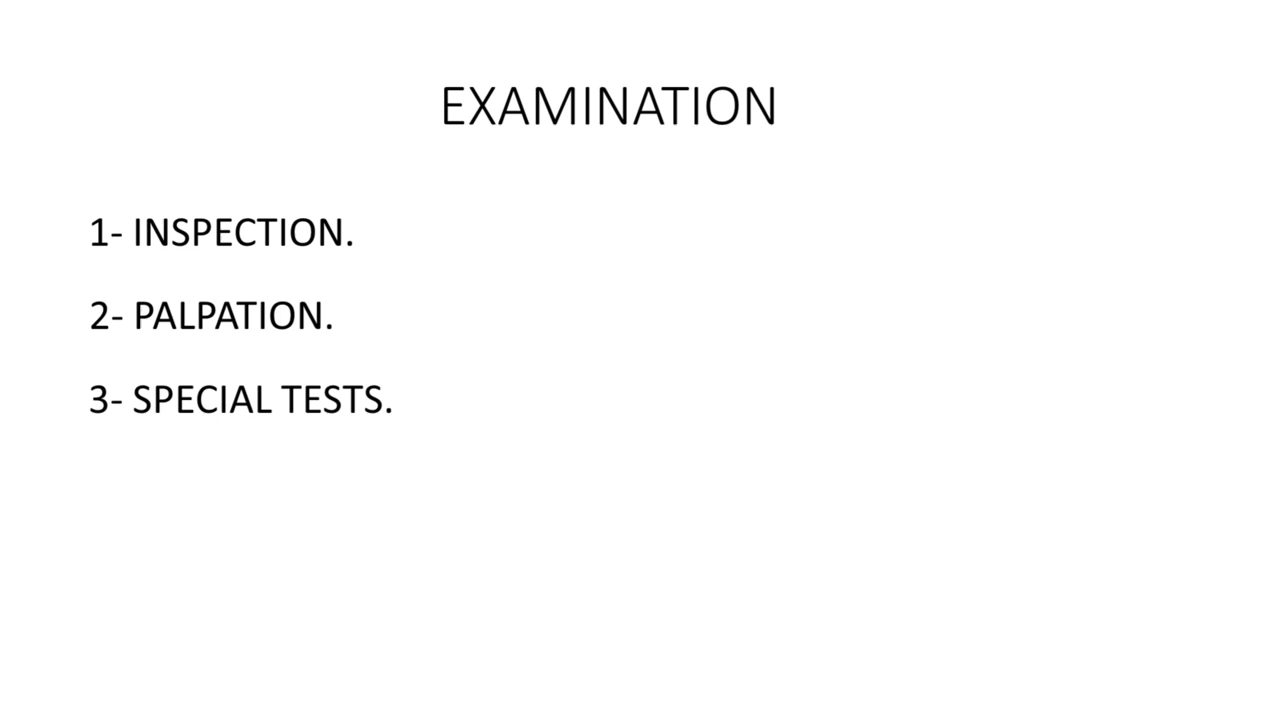 EXAMINATION
1- INSPECTION.
2- PALPATION.
3- SPECIAL TESTS.